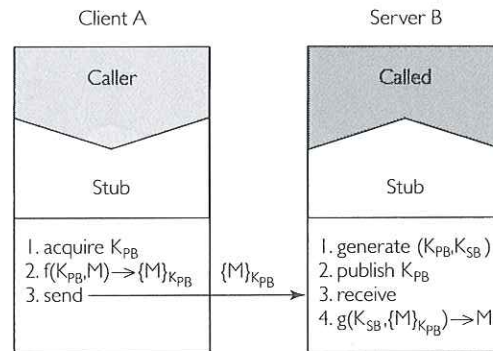 Client A
Server B
Caller
Called
Stub
Stub
1. acquire K_PB
2. f(K_PB,M)→{M}K_PB
3. send
{M}K_PB
1. generate (K_PB,K_SB)
2. publish K_PB
3. receive
4. g(K_SB,{M}K_PB)→M